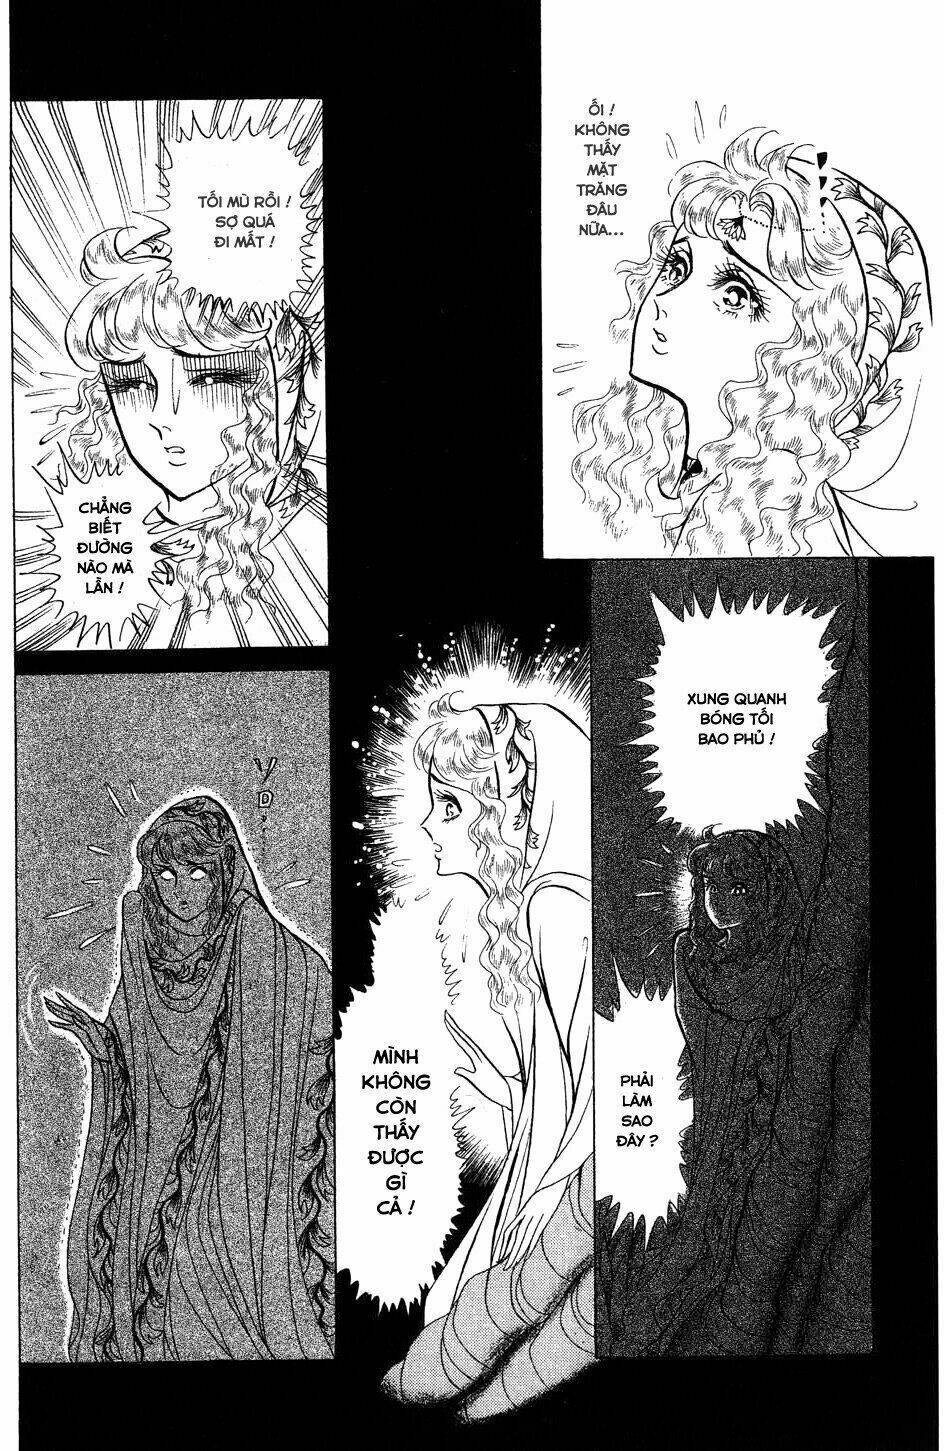 ỐI !
KHÔNG
THẤY
MẶT
TRĂNG
ĐÂU
NỮA...
TỐI MÙ RỒI !
SỢ QUÁ
ĐI MẤT !
CHẲNG
BIẾT
ĐƯỜNG
NÀO MÀ
LẦN !
XUNG QUANH
BÓNG TỐI
BAO PHỦ !
PHẢI
LÀM
SAO
ĐÂY ?
MÌNH
KHÔNG
CÒN
THẤY
ĐƯỢC
GÌ
CẢ !